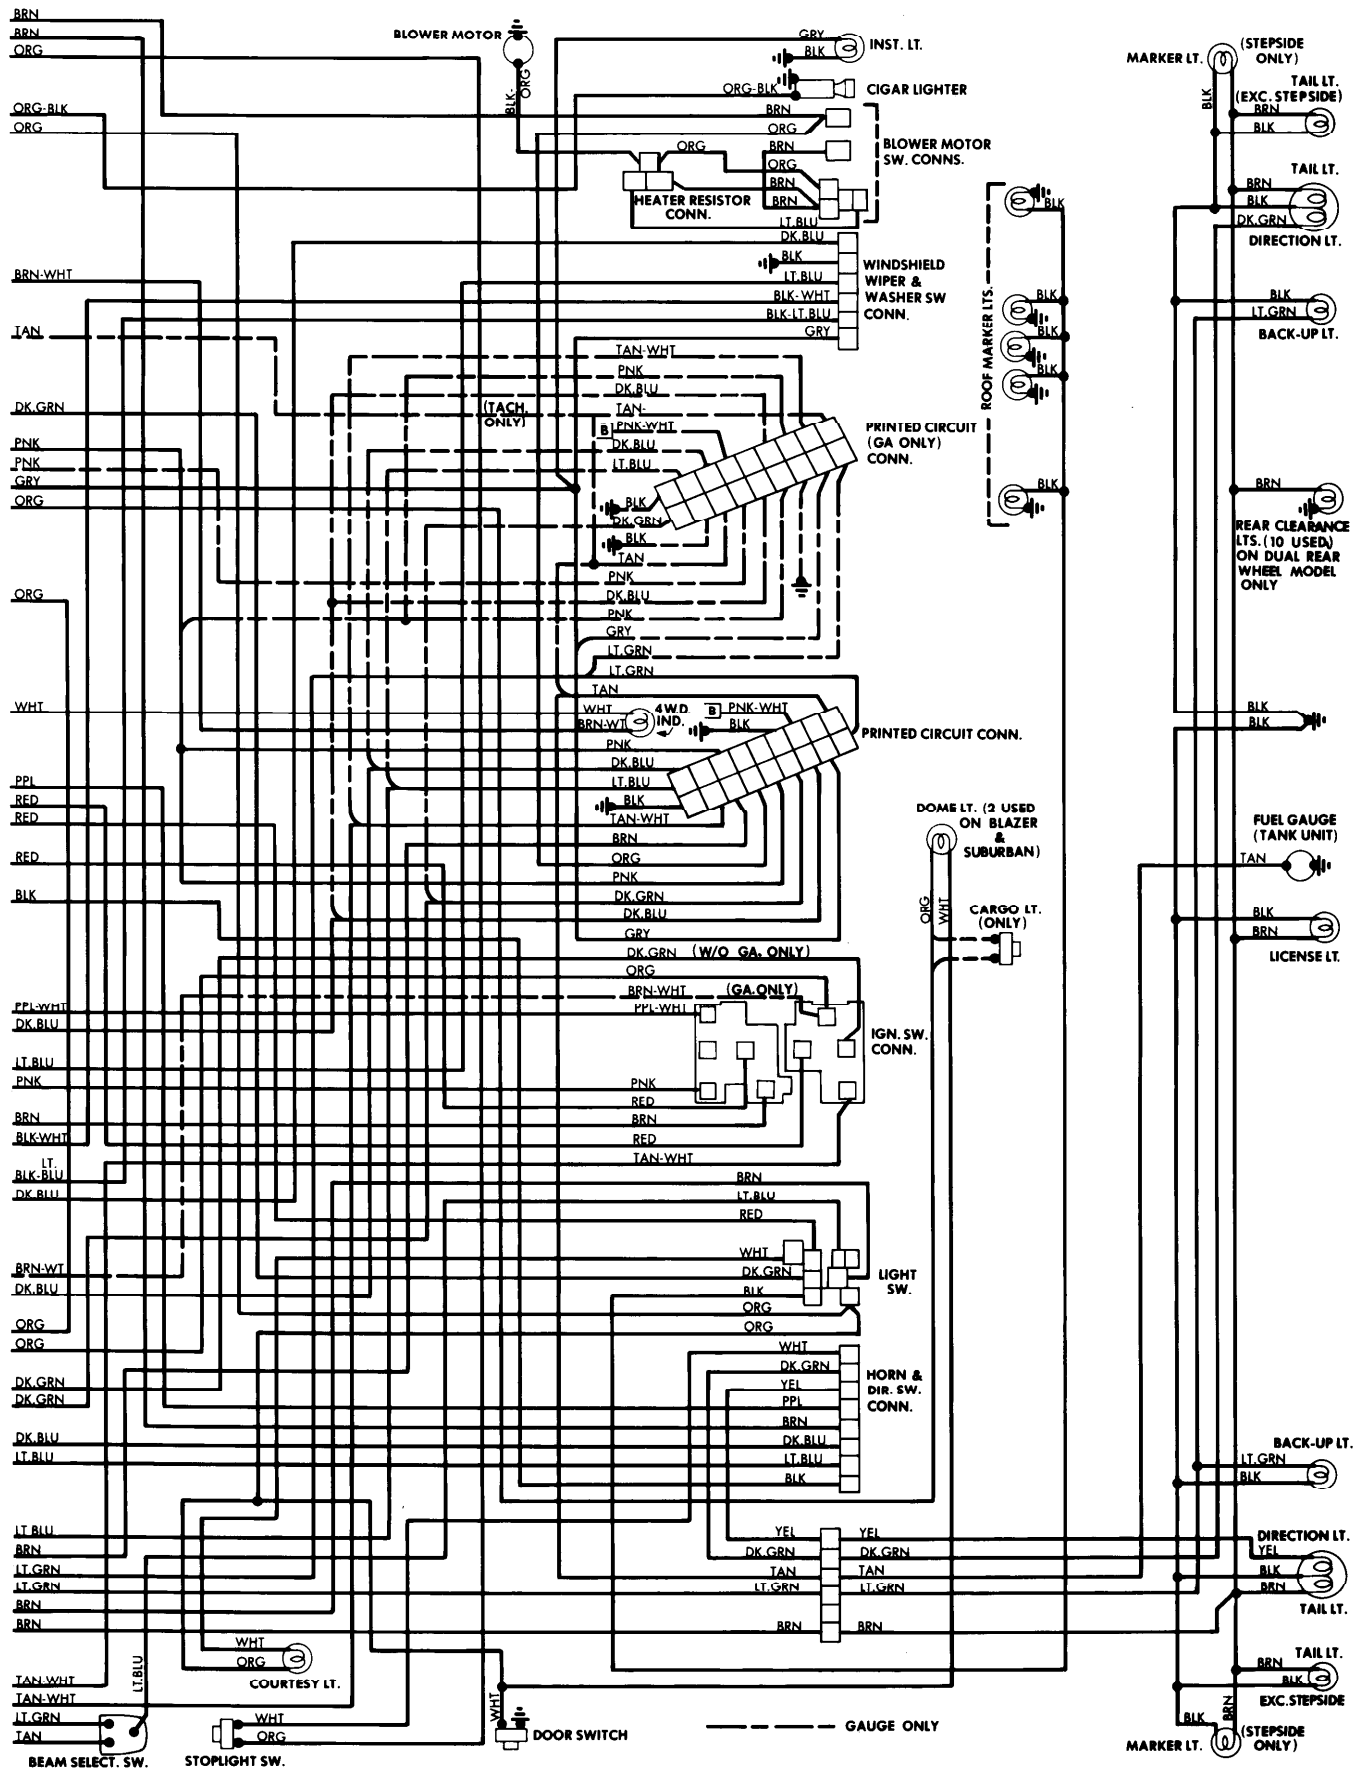 BRN
BRN
ORG
ORG-BLK
ORG
BRN-WHT
TAN
DK.GRN
PNK
PNK
GRY
ORG
ORG
WHT
PPL
RED
RED
RED
BLK
PPL-WHT
DK.BLU
LT.BLU
PNK
BRN
BLK-WHT
LT.
BLK-BLU
DK.BLU
BRN-WT
DK.BLU
ORG
ORG
DK.GRN
DK.GRN
DK.BLU
LT.BLU
LT BLU
BRN
LT.GRN
LT.GRN
BRN
BRN
TAN-WHT
TAN-WHT
LT.GRN
TAN
LT.BLU
BEAM SELECT. SW.
WHT
ORG
COURTESY LT.
WHT
ORG
STOPLIGHT SW.
WHT
DOOR SWITCH
GAUGE ONLY
BLOWER MOTOR
BLK-
ORG
GRY
BLK
INST. LT.
ORG-BLK
CIGAR LIGHTER
BRN
ORG
BRN
ORG
ORG
BRN
BRN
LT.BLU
BLOWER MOTOR
SW. CONNS.
HEATER RESISTOR
CONN.
DK.BLU
BLK
LT.BLU
BLK-WHT
BLK-LT.BLU
GRY
WINDSHIELD
WIPER &
WASHER SW
CONN.
TAN-WHT
PNK
DK.BLU
(TACH.
ONLY)
TAN-
B
PNK-WHT
DK.BLU
LT.BLU
BLK
DK.GRN
BLK
TAN
PNK
DK.BLU
PNK
GRY
LT.GRN
LT.GRN
TAN
PRINTED CIRCUIT
(GA ONLY)
CONN.
WHT
BRN-WT
4W.D.
IND.
B
PNK-WHT
BLK
PNK
DK.BLU
LT.BLU
BLK
TAN-WHT
BRN
ORG
PNK
DK.GRN
DK.BLU
GRY
PRINTED CIRCUIT CONN.
DK.GRN
(W/O GA. ONLY)
ORG
BRN-WHT
(GA.ONLY)
PPL-WHT
IGN. SW.
CONN.
PNK
RED
BRN
RED
TAN-WHT
BRN
LT.BLU
RED
WHT
DK.GRN
BLK
ORG
ORG
LIGHT
SW.
WHT
DK.GRN
YEL
PPL
BRN
DK.BLU
LT.BLU
BLK
HORN &
DIR. SW.
CONN.
YEL
DK.GRN
TAN
LT.GRN
BRN
YEL
DK.GRN
TAN
LT.GRN
BRN
ROOF MARKER LTS.
BLK
BLK
BLK
BLK
BLK
DOME LT. (2 USED
ON BLAZER
&
SUBURBAN)
ORG
WHT
CARGO LT.
(ONLY)
MARKER LT.
(STEPSIDE
ONLY)
BLK
TAIL LT.
(EXC. STEPSIDE)
BRN
BLK
TAIL LT.
BRN
BLK
DK.GRN
DIRECTION LT.
BLK
LT.GRN
BACK-UP LT.
BRN
REAR CLEARANCE
LTS.(10 USED)
ON DUAL REAR
WHEEL MODEL
ONLY
BLK
BLK
FUEL GAUGE
(TANK UNIT)
TAN
BLK
BRN
LICENSE LT.
BACK-UP LT.
LT.GRN
BLK
DIRECTION LT.
YEL
BLK
BRN
TAIL LT.
TAIL LT.
BRN
BLK
EXC.STEPSIDE
BRN
BLK
MARKER LT.
(STEPSIDE
ONLY)